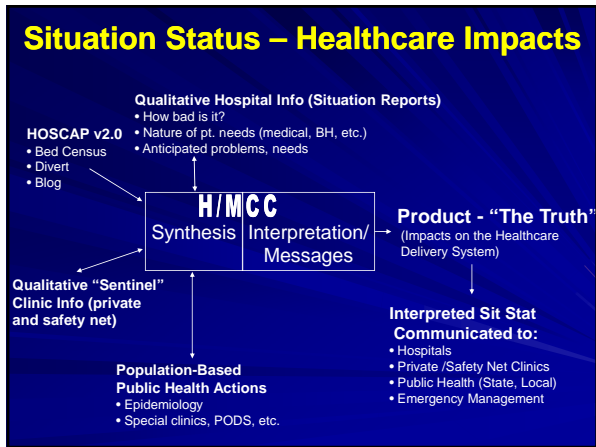 Situation Status – Healthcare Impacts
Qualitative Hospital Info (Situation Reports)
• How bad is it?
• Nature of pt. needs (medical, BH, etc.)
• Anticipated problems, needs
HOSCAP v2.0
• Bed Census
• Divert
• Blog
H/MCC
Synthesis
Interpretation/
Messages
Product - “The Truth”
(Impacts on the Healthcare
Delivery System)
Qualitative “Sentinel”
Clinic Info (private
and safety net)
Interpreted Sit Stat
Communicated to:
• Hospitals
• Private /Safety Net Clinics
• Public Health (State, Local)
• Emergency Management
Population-Based
Public Health Actions
• Epidemiology
• Special clinics, PODS, etc.